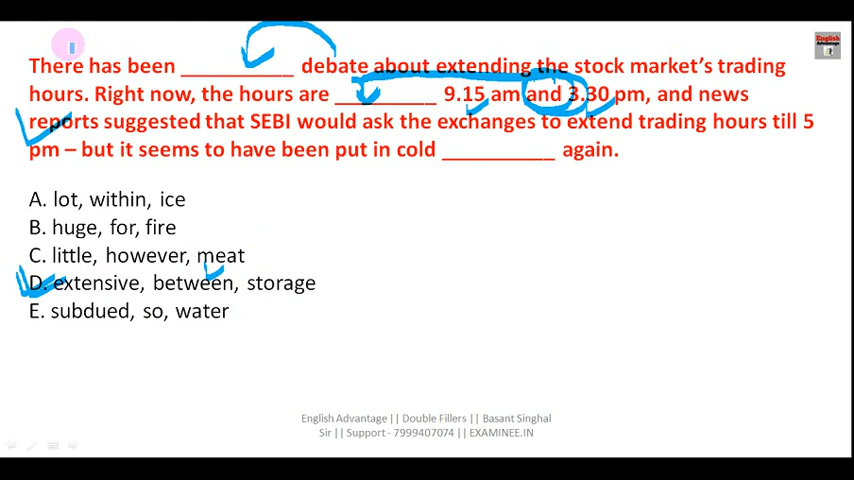 English
Advantage
There has been __________ debate about extending the stock market's trading
hours. Right now, the hours are _________ 9.15 am and 3.30 pm, and news
reports suggested that SEBI would ask the exchanges to extend trading hours till 5
pm – but it seems to have been put in cold __________ again.
A. lot, within, ice
B. huge, for, fire
C. little, however, meat
D. extensive, between, storage
E. subdued, so, water
English Advantage || Double Fillers || Basant Singhal
Sir || Support - 7999407074 || EXAMINEE.IN